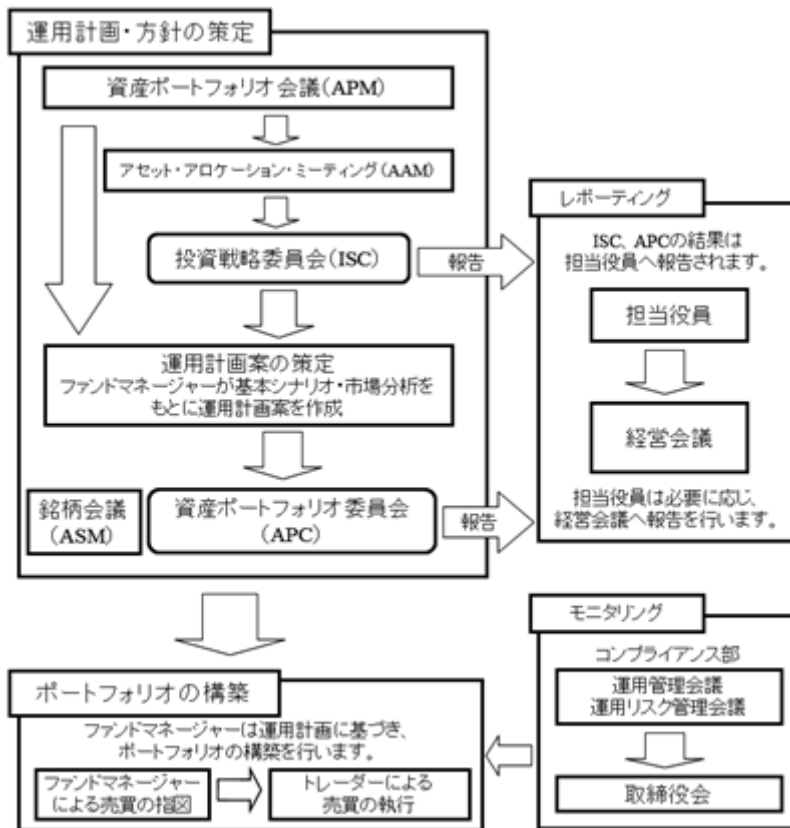 運用計画・方針の策定
資産ポートフォリオ会議(APM)
アセット・アロケーション・ミーティング(AAM)
投資戦略委員会(ISC)
報告
運用計画案の策定
ファンドマネージャーが基本シナリオ・市場分析を
もとに運用計画案を作成
銘柄会議
(ASM)
資産ポートフォリオ委員会
(APC)
報告
レポーティング
ISC、APCの結果は
担当役員へ報告されます。
担当役員
経営会議
担当役員は必要に応じ、
経営会議へ報告を行います。
モニタリング
コンプライアンス部
運用管理会議
運用リスク管理会議
取締役会
ポートフォリオの構築
ファンドマネージャーは運用計画に基づき、
ポートフォリオの構築を行います。
ファンドマネージャー
による売買の指図
トレーダーによる
売買の執行